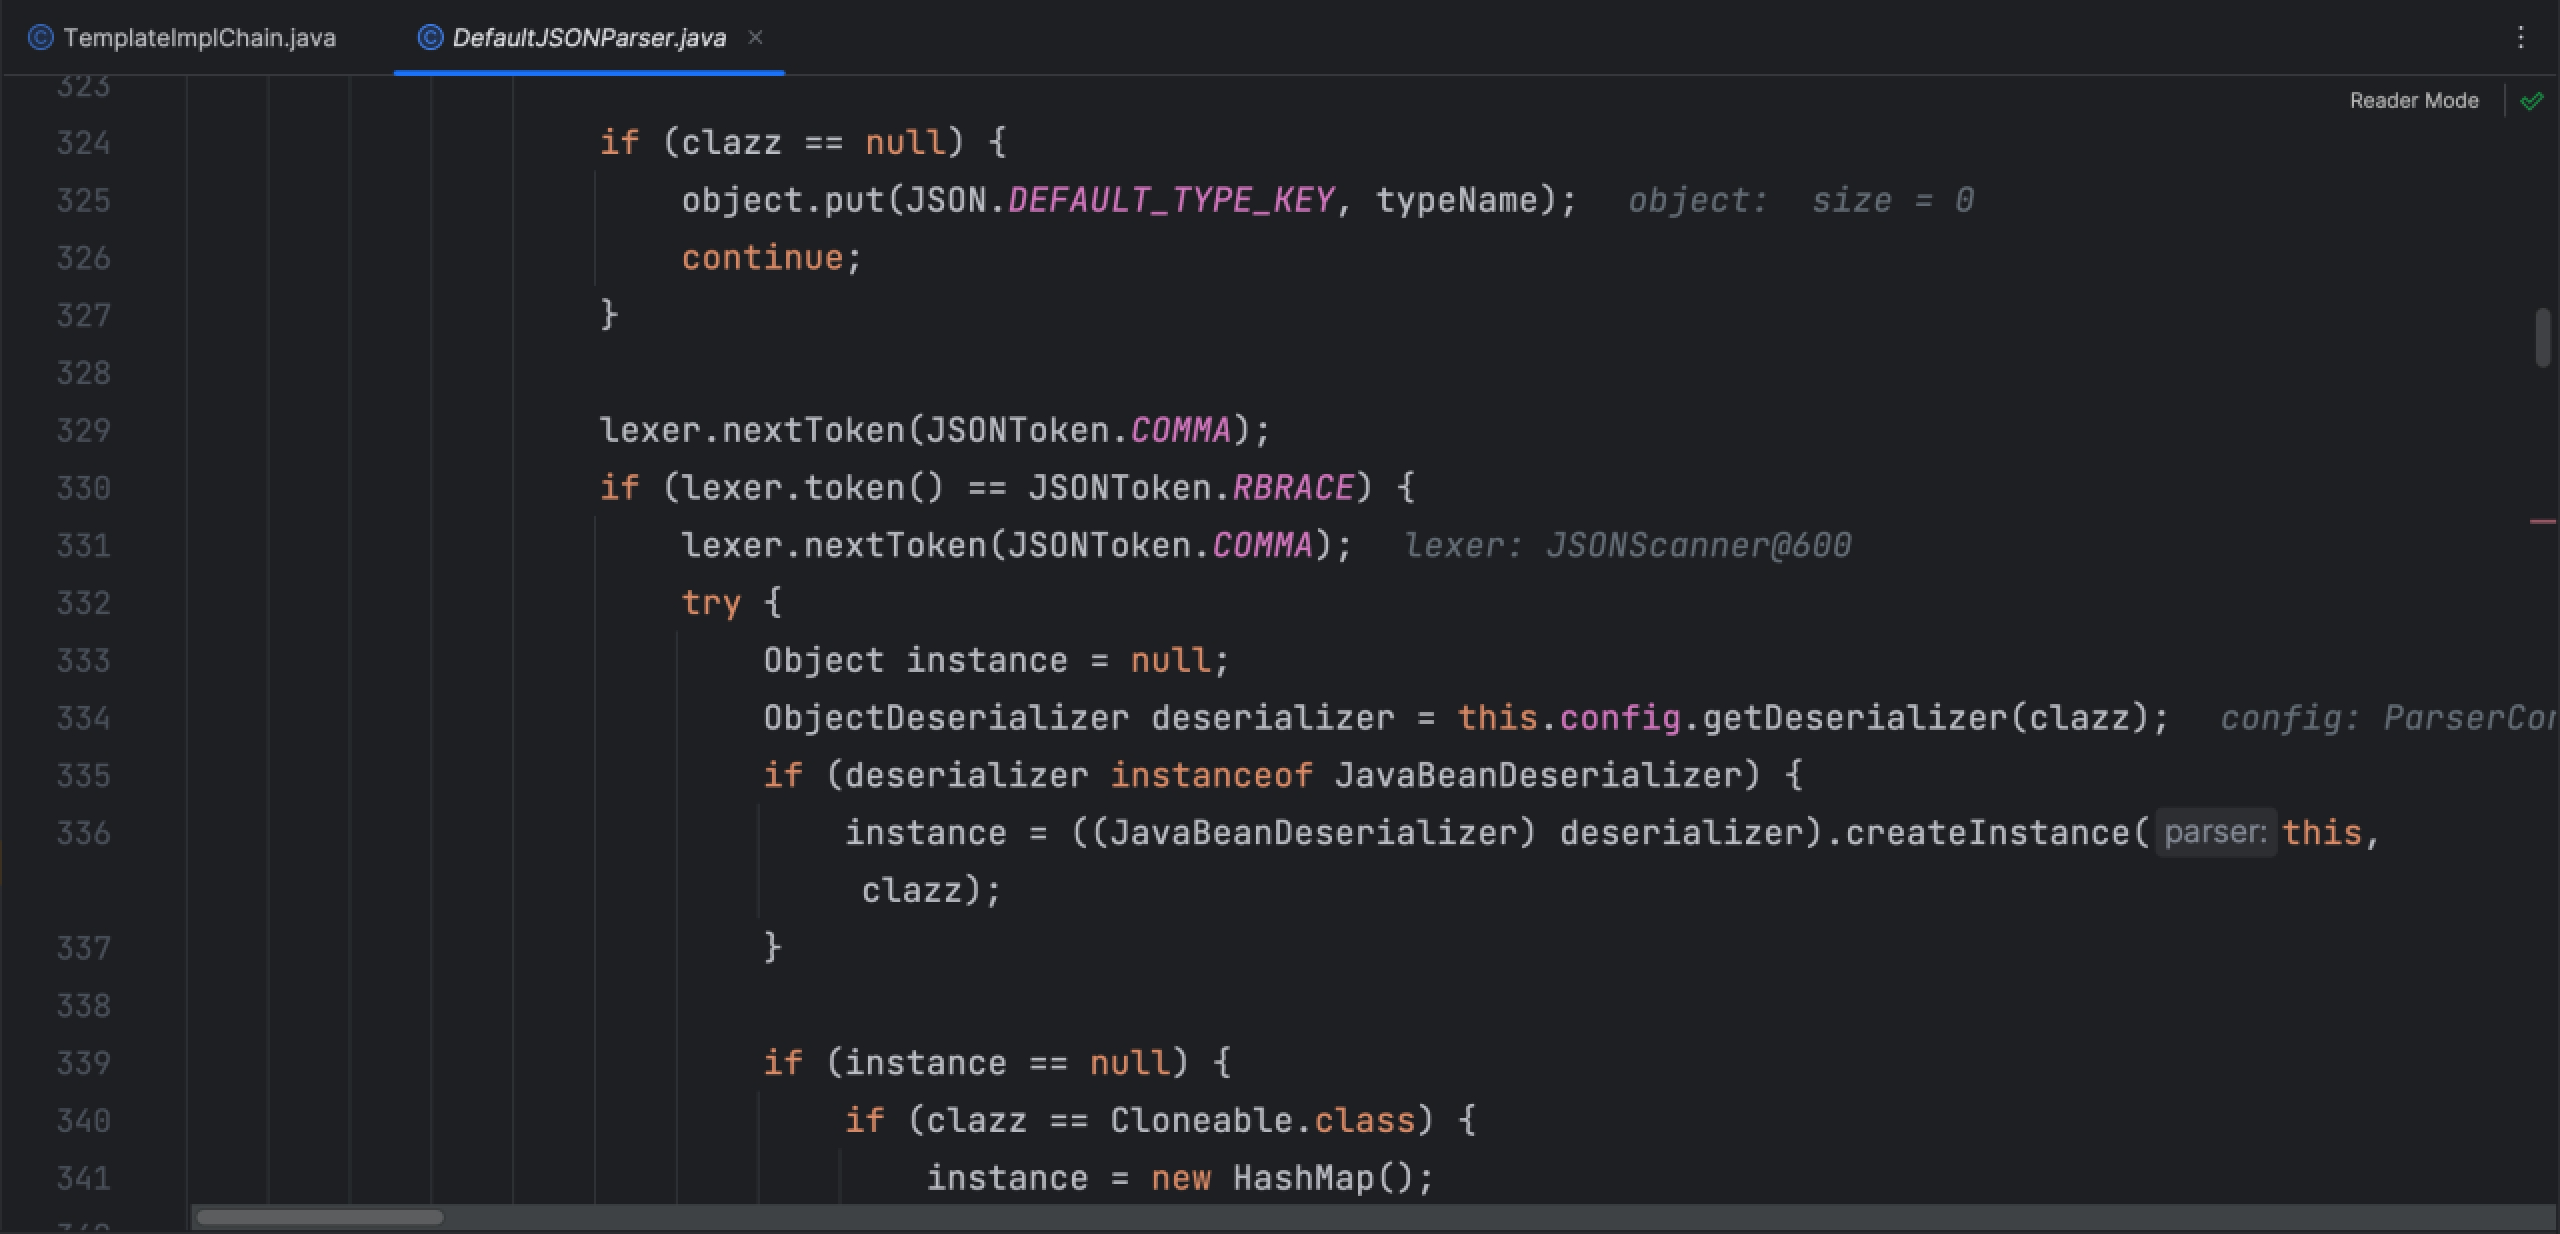 TemplateImplChain.java DefaultJSONParser.java
323
Reader Mode
324 if (clazz == null) {
325 object.put(JSON.DEFAULT_TYPE_KEY, typeName); object: size = 0
326 continue;
327 }
328
329 lexer.nextToken(JSONToken.COMMA);
330 if (lexer.token() == JSONToken.RBRACE) {
331 lexer.nextToken(JSONToken.COMMA); lexer: JSONScanner@600
332 try {
333 Object instance = null;
334 ObjectDeserializer deserializer = this.config.getDeserializer(clazz); config:
335 if (deserializer instanceof JavaBeanDeserializer) {
336 instance = ((JavaBeanDeserializer) deserializer).createInstance( parser: this,
clazz);
337 }
338
339 if (instance == null) {
340 if (clazz == Cloneable.class) {
341 instance = new HashMap();